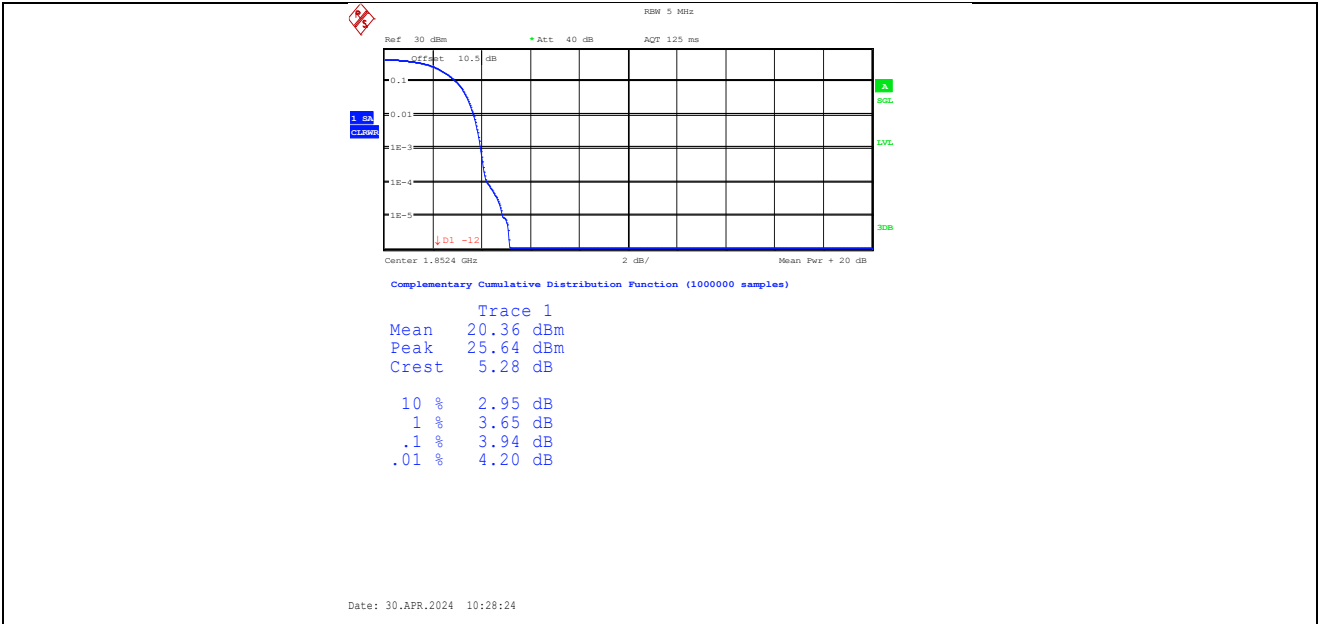 RBW 5 MHz
Ref 30 dBm * Att 40 dB AQT 125 ms
Offset 10.5 dB
0.1
A
SGL
0.01
1 SA
CLRWR
1E-3
LVL
1E-4
1E-5
3DB
↓D1 -12
Center 1.8524 GHz 2 dB/ Mean Pwr + 20 dB
Complementary Cumulative Distribution Function (1000000 samples)
Trace 1
Mean 20.36 dBm
Peak 25.64 dBm
Crest 5.28 dB
10 % 2.95 dB
1 % 3.65 dB
.1 % 3.94 dB
.01 % 4.20 dB
Date: 30.APR.2024 10:28:24